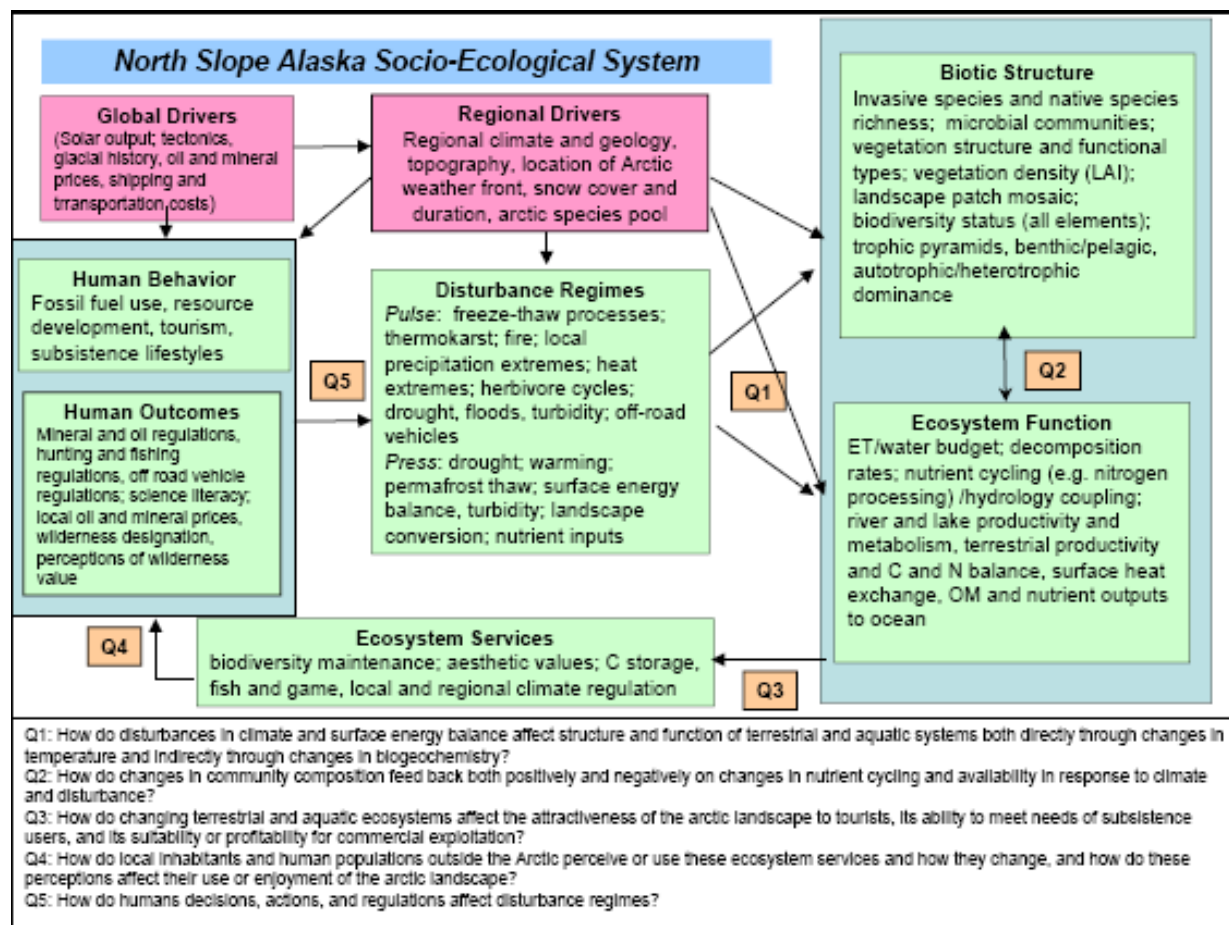 North Slope Alaska Socio-Ecological System
Global Drivers
(Solar output; tectonics,
glacial history, oil and mineral
prices, shipping and
trransportation costs)
Regional Drivers
Regional climate and geology,
topography, location of Arctic
weather front, snow cover and
duration, arctic species pool
Biotic Structure
Invasive species and native species
richness; microbial communities;
vegetation structure and functional
types; vegetation density (LAI);
landscape patch mosaic;
biodiversity status (all elements);
trophic pyramids, benthic/pelagic,
autotrophic/heterotrophic
dominance
Human Behavior
Fossil fuel use, resource
development, tourism,
subsistence lifestyles
Human Outcomes
Mineral and oil regulations,
hunting and fishing
regulations, off road vehicle
regulations; science literacy;
local oil and mineral prices,
wilderness designation,
perceptions of wilderness
value
Q5
Disturbance Regimes
Pulse: freeze-thaw processes;
thermokarst; fire; local
precipitation extremes; heat
extremes; herbivore cycles;
drought, floods, turbidity; off-road
vehicles
Press: drought; warming;
permafrost thaw; surface energy
balance, turbidity; landscape
conversion; nutrient inputs
Q1
Q2
Ecosystem Function
ET/water budget; decomposition
rates; nutrient cycling (e.g. nitrogen
processing) /hydrology coupling;
river and lake productivity and
metabolism, terrestrial productivity
and C and N balance, surface heat
exchange, OM and nutrient outputs
to ocean
Q4
Ecosystem Services
biodiversity maintenance; aesthetic values; C storage,
fish and game, local and regional climate regulation
Q3
Q1: How do disturbances in climate and surface energy balance affect structure and function of terrestrial and aquatic systems both directly through changes in
temperature and indirectly through changes in biogeochemistry?
Q2: How do changes in community composition feed back both positively and negatively on changes in nutrient cycling and availability in response to climate
and disturbance?
Q3: How do changing terrestrial and aquatic ecosystems affect the attractiveness of the arctic landscape to tourists, its ability to meet needs of subsistence
users, and its suitability or profitability for commercial exploitation?
Q4: How do local inhabitants and human populations outside the Arctic perceive or use these ecosystem services and how they change, and how do these
perceptions affect their use or enjoyment of the arctic landscape?
Q5: How do humans decisions, actions, and regulations affect disturbance regimes?